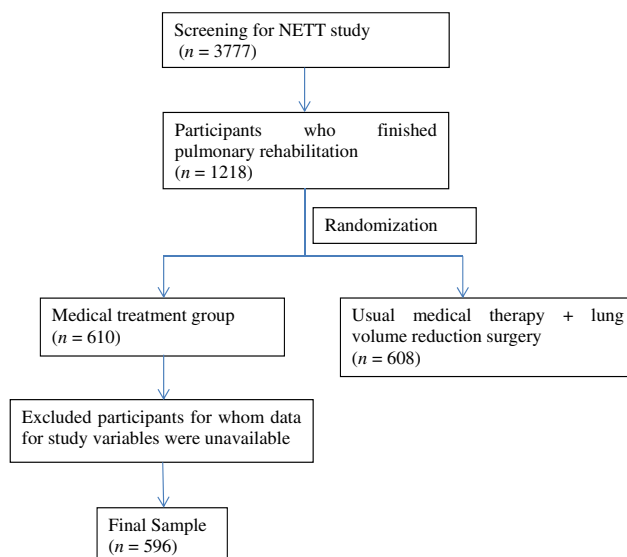 Screening for NETT study
(n = 3777)
Participants who finished
pulmonary rehabilitation
(n = 1218)
Randomization
Medical treatment group
(n = 610)
Usual medical therapy + lung
volume reduction surgery
(n = 608)
Excluded participants for whom data
for study variables were unavailable
Final Sample
(n = 596)